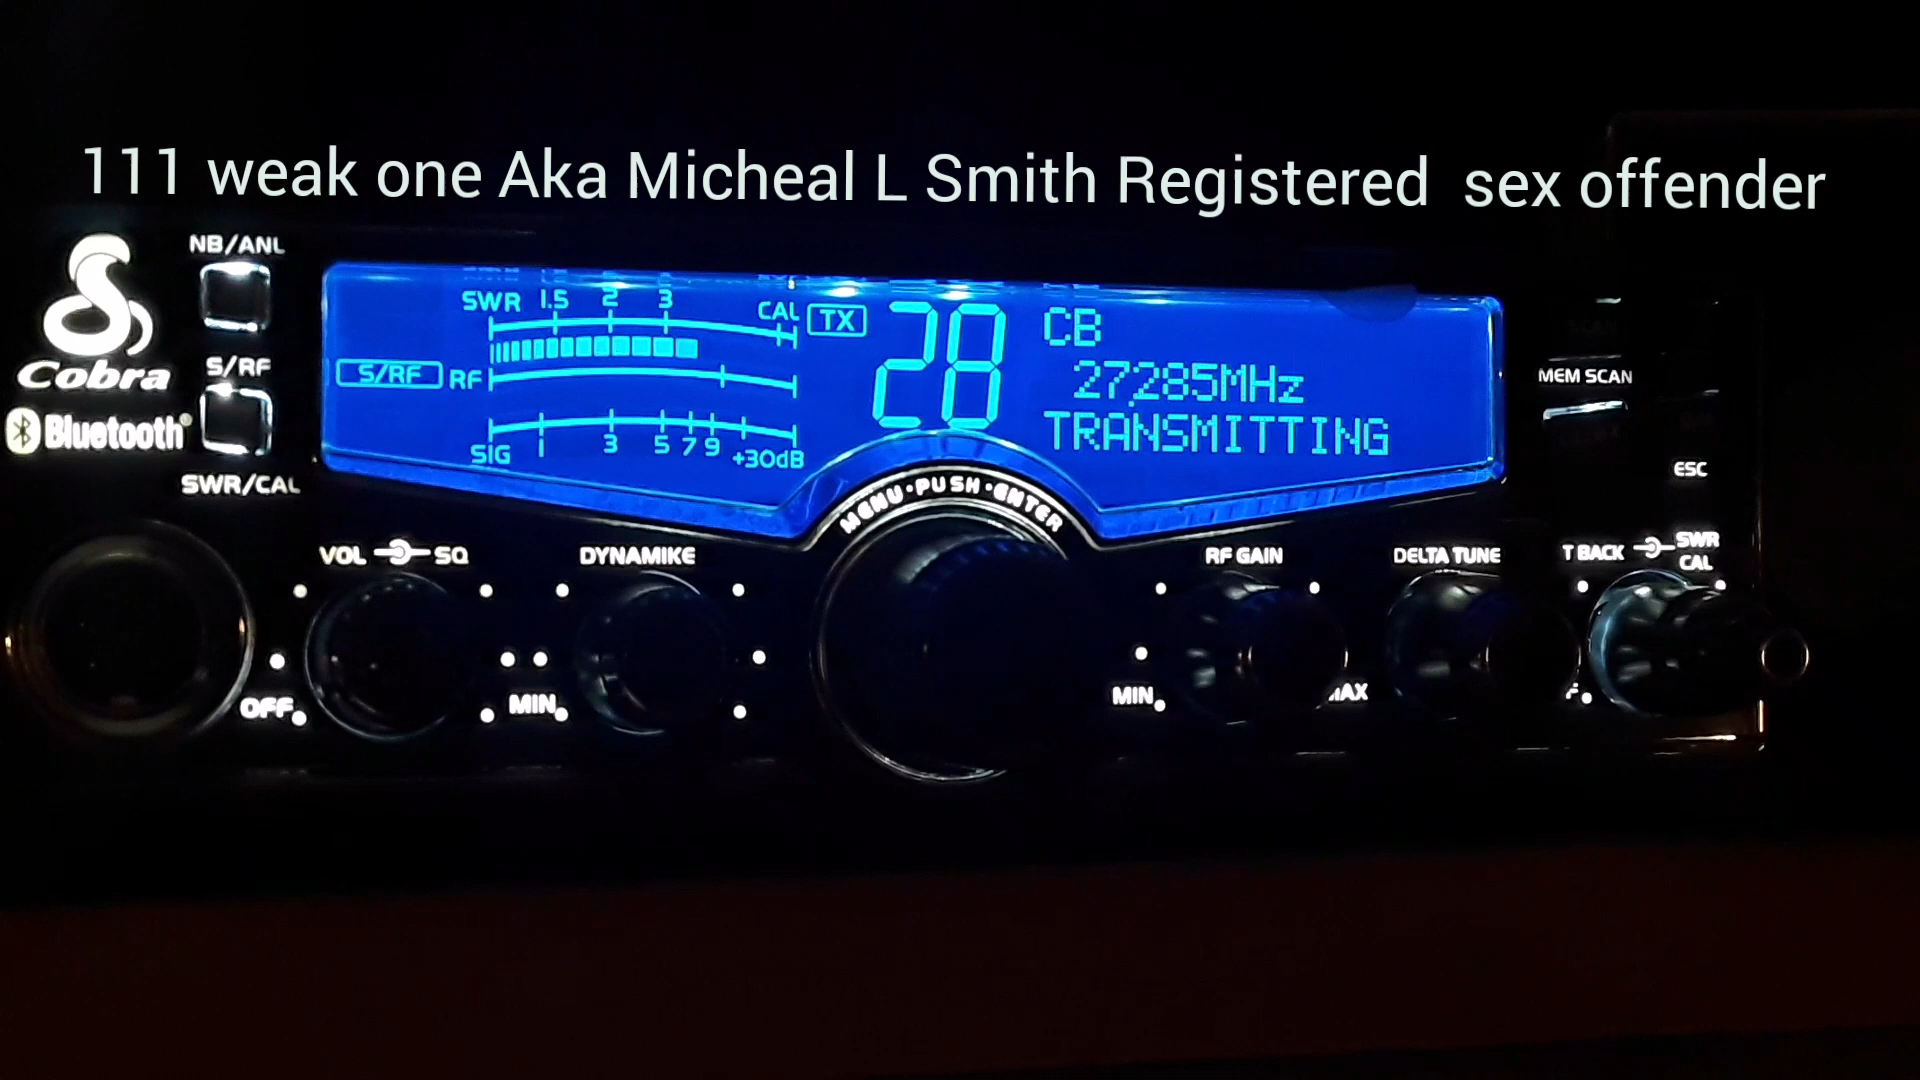 111 weak one Aka Micheal L Smith Registered sex offender
NB/ANL
Cobra
Bluetooth®
S/RF
SWR/CAL
SWR 1.5 2 3 CAL
S/RF RF
SIG 1 3 5 7 9 +30dB
TX 28 CB
27.285MHz
TRANSMITTING
MEM SCAN
ESC
MENU•PUSH•ENTER
VOL SQ
DYNAMIKE
RF GAIN
DELTA TUNE
T BACK SWR
CAL
OFF
MIN
MIN